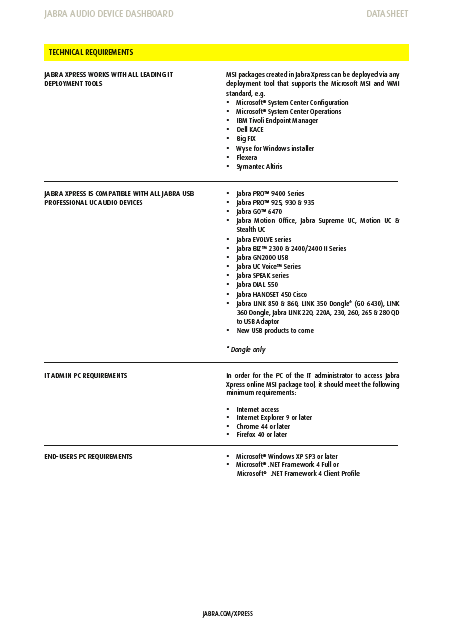 JABRA AUDIO DEVICE DASHBOARD DATASHEET
TECHNICAL REQUIREMENTS
JABRA XPRESS WORKS WITH ALL LEADING IT
DEPLOYMENT TOOLS
MSI packages created in Jabra Xpress can be deployed via any
deployment tool that supports the Microsoft MSI and WMI
standard, e.g.
• Microsoft® System Center Configuration
• Microsoft® System Center Operations
• IBM Tivoli Endpoint Manager
• Dell KACE
• Big FIX
• Wyse for Windows installer
• Flexera
• Symantec Altiris
JABRA XPRESS IS COMPATIBLE WITH ALL JABRA USB
PROFESSIONAL UC AUDIO DEVICES
• Jabra PRO™ 9400 Series
• Jabra PRO™ 925, 930 & 935
• Jabra GO™ 6470
• Jabra Motion Office, Jabra Supreme UC, Motion UC &
Stealth UC
• Jabra EVOLVE series
• Jabra BIZ™ 2300 & 2400/2400 II Series
• Jabra GN2000 USB
• Jabra UC Voice™ Series
• Jabra SPEAK series
• Jabra DIAL 550
• Jabra HANDSET 450 Cisco
• Jabra LINK 850 & 860, LINK 350 Dongle* (GO 6430), LINK
360 Dongle, Jabra LINK 220, 220A, 230, 260, 265 & 280 QD
to USB Adaptor
• New USB products to come
* Dongle only
IT ADMIN PC REQUIREMENTS
In order for the PC of the IT administrator to access Jabra
Xpress online MSI package tool, it should meet the following
minimum requirements:
• Internet access
• Internet Explorer 9 or later
• Chrome 44 or later
• Firefox 40 or later
END-USERS PC REQUIREMENTS
• Microsoft® Windows XP SP3 or later
• Microsoft® .NET Framework 4 Full or
Microsoft® .NET Framework 4 Client Profile
JABRA.COM/XPRESS